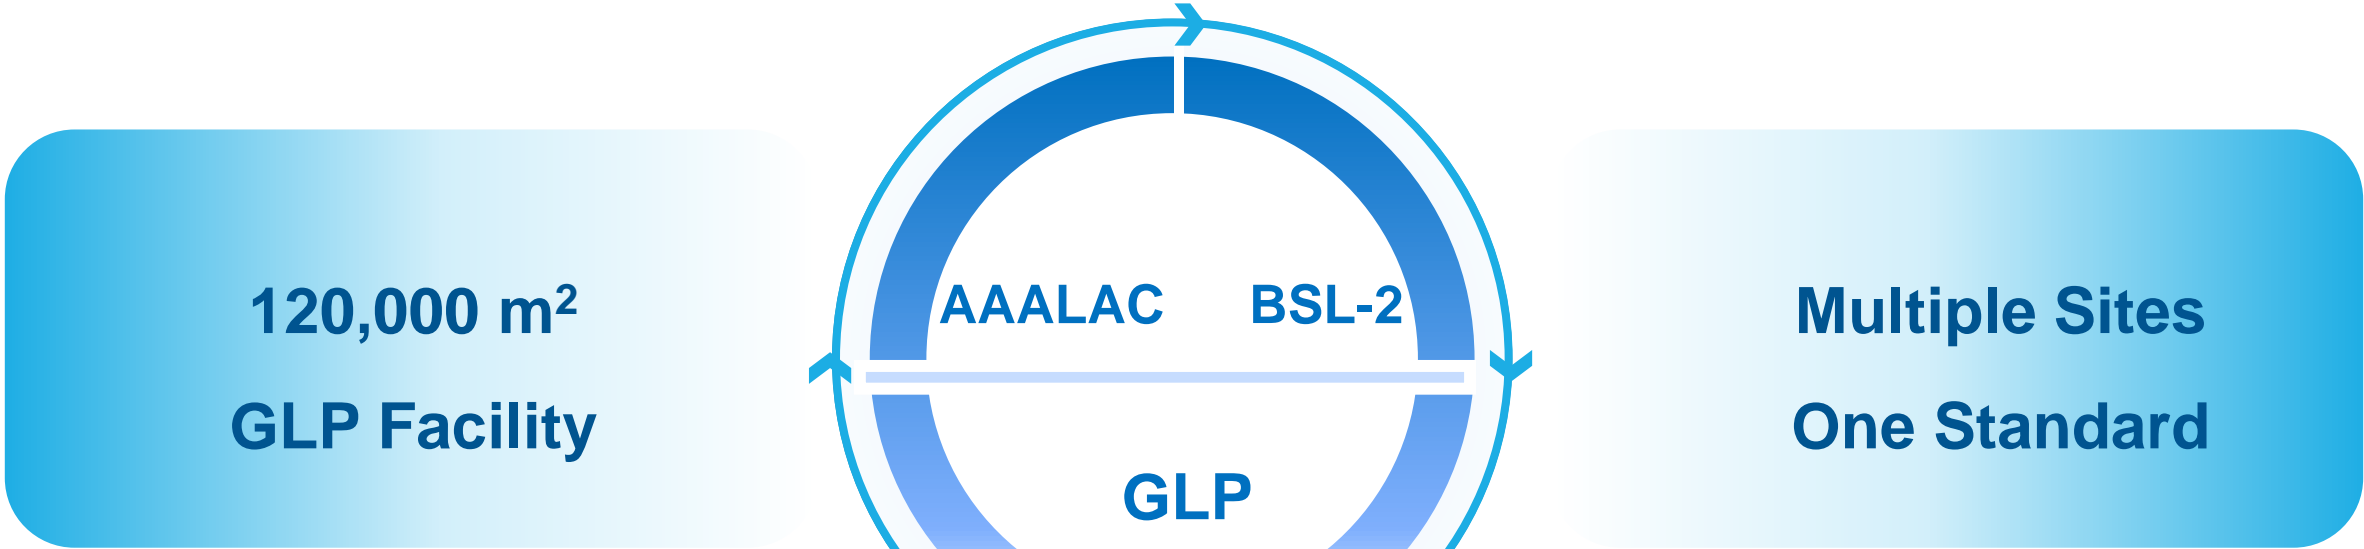 120,000 m²
GLP Facility
AAALAC
BSL-2
GLP
Multiple Sites
One Standard